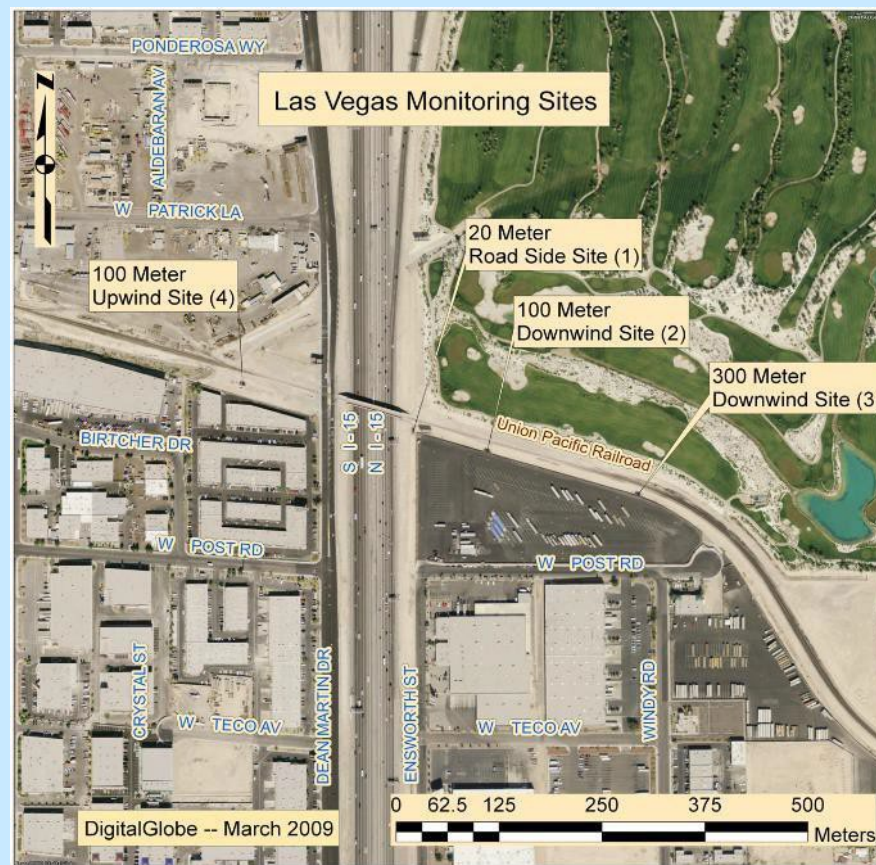 PONDEROSA WY
Las Vegas Monitoring Sites
ALDEBARAN AV
W PATRICK LA
100 Meter
Upwind Site (4)
20 Meter
Road Side Site (1)
100 Meter
Downwind Site (2)
300 Meter
Downwind Site (3
Union Pacific Railroad
BIRTCHER DR
S I - 15
N I - 15
W POST RD
W POST RD
CRYSTAL ST
DEAN MARTIN DR
ENSWORTH ST
WINDY RD
W TECO AV
W TECO AV
DigitalGlobe -- March 2009
0 62.5 125 250 375 500
Meters